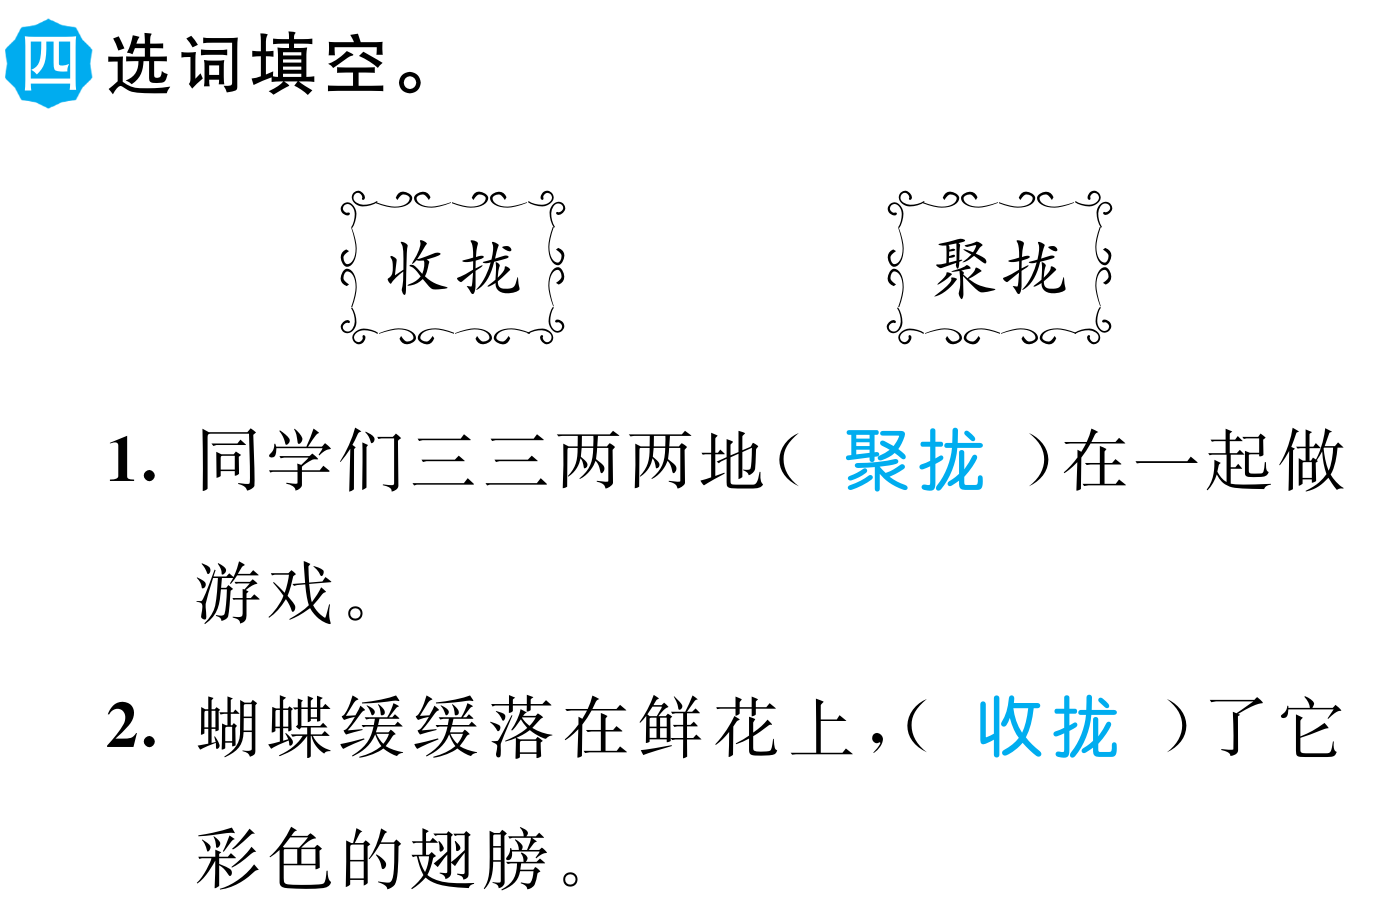 四 选词填空。
收拢 聚拢
1. 同学们三三两两地( 聚拢 )在一起做
游戏。
2. 蝴蝶缓缓落在鲜花上,( 收拢 )了它
彩色的翅膀。